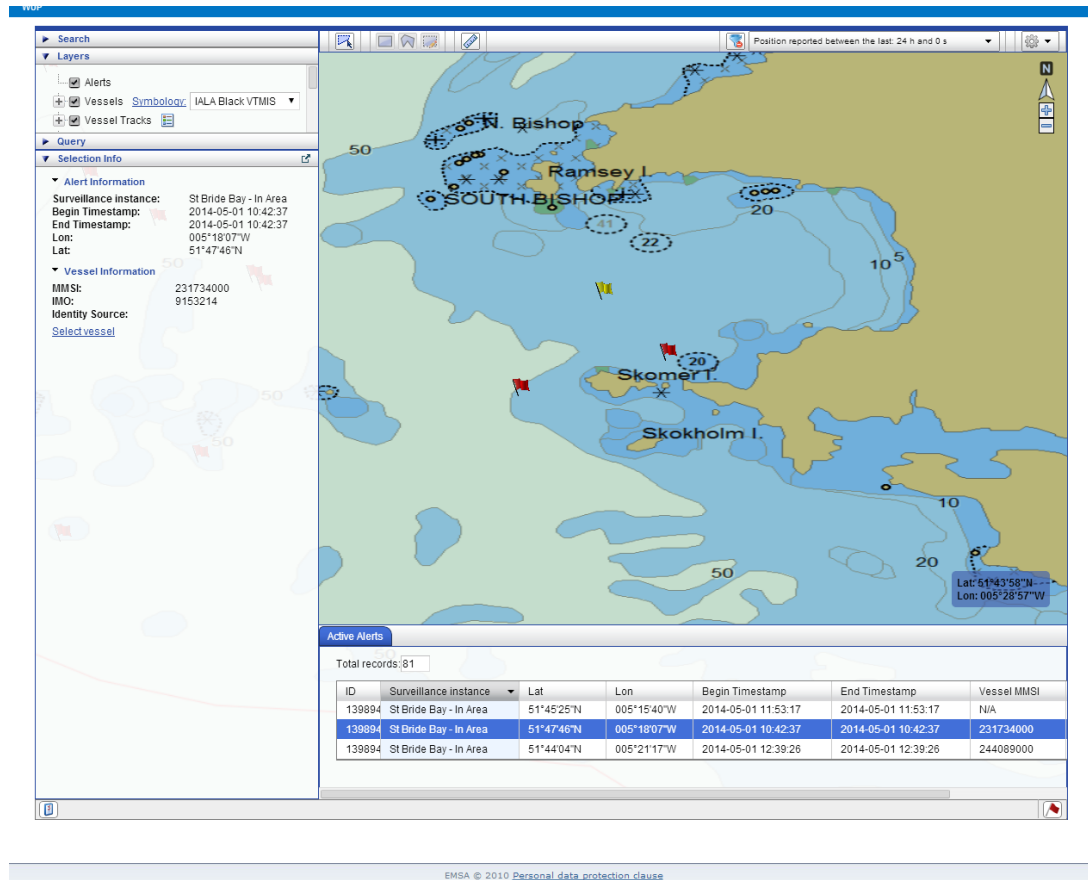 WUP
Search
Layers
Alerts
Vessels Symbology: IALA Black VTMIS
Vessel Tracks
Query
Selection Info
Alert Information
Surveillance instance: St Bride Bay - In Area
Begin Timestamp: 2014-05-01 10:42:37
End Timestamp: 2014-05-01 10:42:37
Lon: 005°18'07"W
Lat: 51°47'46"N
Vessel Information
MMSI: 231734000
IMO: 9153214
Identity Source:
Select vessel
50
50
50
50
Position reported between the last: 24 h and 0 s
N
N. Bishop
50
Ramsey I.
SOUTH BISHOP
20
41
22
10 5
20
Skomer I.
Skokholm I.
10
20
50
Lat: 51°43'58"N
Lon: 005°28'57"W
Active Alerts
Total records: 81
ID Surveillance instance Lat Lon Begin Timestamp End Timestamp Vessel MMSI
139894 St Bride Bay - In Area 51°45'25"N 005°15'40"W 2014-05-01 11:53:17 2014-05-01 11:53:17 N/A
139894 St Bride Bay - In Area 51°47'46"N 005°18'07"W 2014-05-01 10:42:37 2014-05-01 10:42:37 231734000
139894 St Bride Bay - In Area 51°44'04"N 005°21'17"W 2014-05-01 12:39:26 2014-05-01 12:39:26 244089000
EMSA © 2010 Personal data protection clause